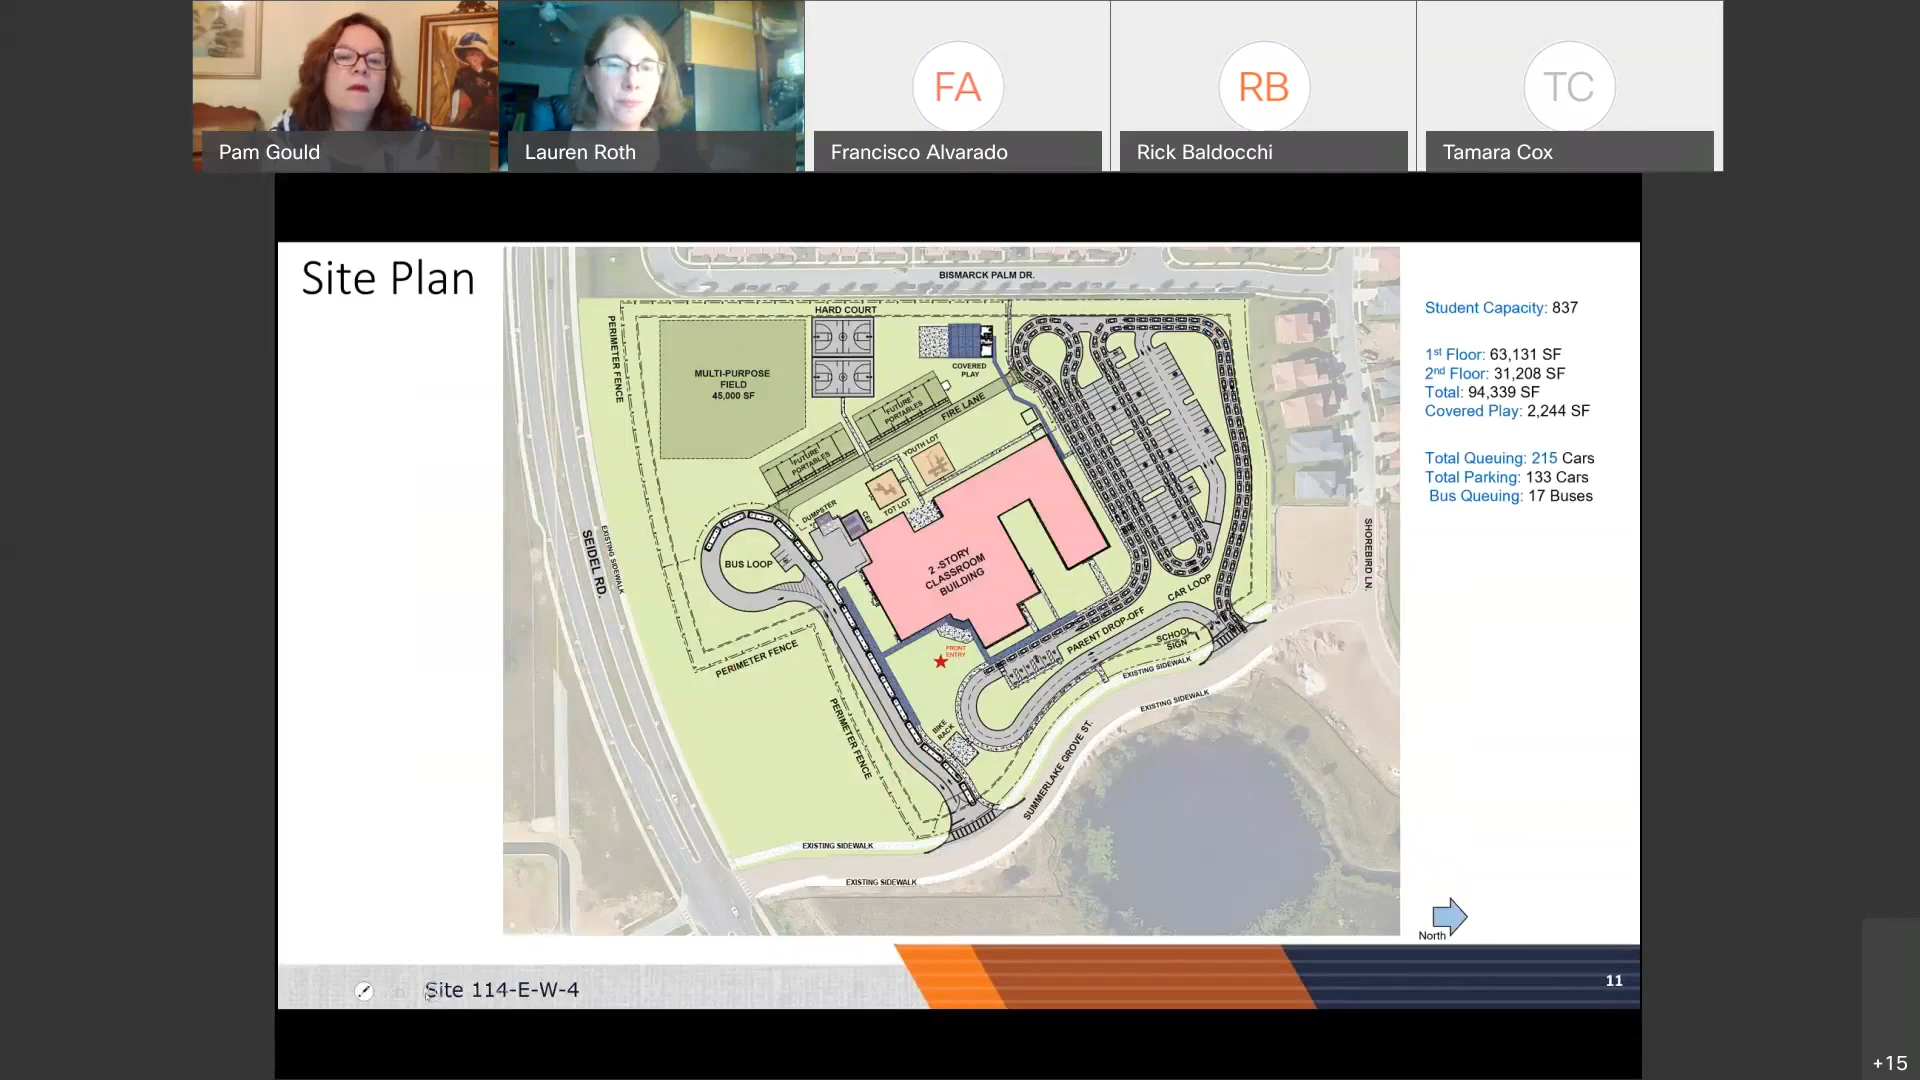 FA
RB
TC
Pam Gould
Lauren Roth
Francisco Alvarado
Rick Baldocchi
Tamara Cox
Site Plan
BISMARCK PALM DR.
HARD COURT
PERIMETER FENCE
MULTI-PURPOSE
FIELD
45,000 SF
COVERED
PLAY
FUTURE
PORTABLES
FIRE LANE
FUTURE
PORTABLES
YOUTH LOT
TOT LOT
DUMPSTER
CEP
BUS LOOP
2 -STORY
CLASSROOM
BUILDING
SEIDEL RD.
EXISTING SIDEWALK
SHOREBIRD LN.
CAR LOOP
PARENT DROP-OFF
SCHOOL
SIGN
FRONT
ENTRY
PERIMETER FENCE
PERIMETER FENCE
EXISTING SIDEWALK
EXISTING SIDEWALK
BIKE
RACK
SUMMERLAKE GROVE ST.
EXISTING SIDEWALK
EXISTING SIDEWALK
Student Capacity: 837
1st Floor: 63,131 SF
2nd Floor: 31,208 SF
Total: 94,339 SF
Covered Play: 2,244 SF
Total Queuing: 215 Cars
Total Parking: 133 Cars
Bus Queuing: 17 Buses
North
Site 114-E-W-4
11
+15